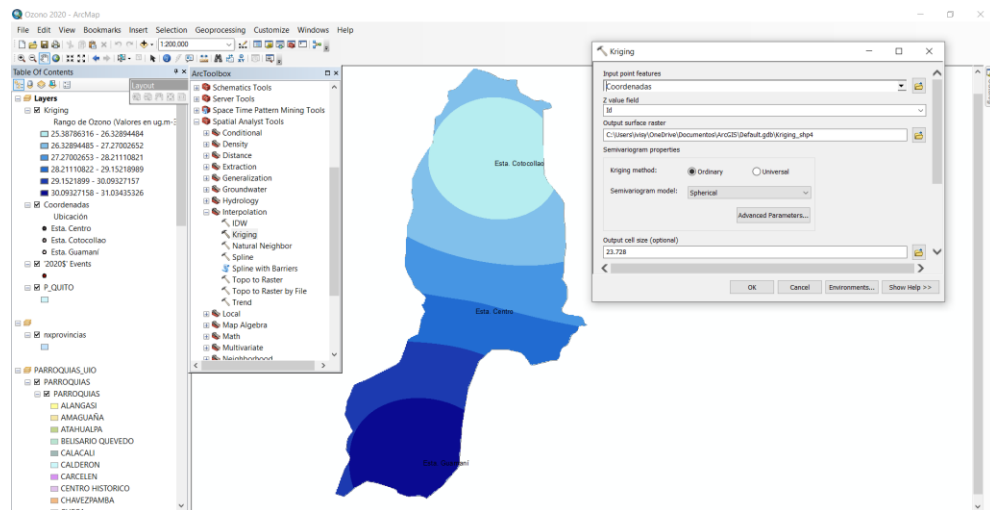 Ozono 2020 - ArcMap
File Edit View Bookmarks Insert Selection Geoprocessing Customize Windows Help
1:200,000
Table Of Contents
Layout
Layers
Kriging
Rango de Ozono (Valores en ug.m-3
25.38786316 - 26.32894484
26.32894485 - 27.27002652
27.27002653 - 28.21110821
28.21110822 - 29.15218989
29.1521899 - 30.09327157
30.09327158 - 31.03435326
Coordenadas
Ubicación
Esta. Centro
Esta. Cotocollao
Esta. Guamaní
'2020$' Events
P_QUITO
nxprovincias
PARROQUIAS_UIO
PARROQUIAS
PARROQUIAS
ALANGASI
AMAGUAÑA
ATAHUALPA
BELISARIO QUEVEDO
CALACALI
CALDERON
CARCELEN
CENTRO HISTORICO
CHAVEZPAMBA
ArcToolbox
Schematics Tools
Server Tools
Space Time Pattern Mining Tools
Spatial Analyst Tools
Conditional
Density
Distance
Extraction
Generalization
Groundwater
Hydrology
Interpolation
IDW
Kriging
Natural Neighbor
Spline
Spline with Barriers
Topo to Raster
Topo to Raster by File
Trend
Local
Map Algebra
Math
Multivariate
Neighborhood
Esta. Cotocollao
Esta. Centro
Esta. Guamaní
Kriging
Input point features
Coordenadas
Z value field
Id
Output surface raster
C:\Users\ivisy\OneDrive\Documentos\ArcGIS\Default.gdb\Kriging_shp4
Semivariogram properties
Kriging method: Ordinary Universal
Semivariogram model: Spherical
Advanced Parameters...
Output cell size (optional)
23.728
OK Cancel Environments... Show Help >>